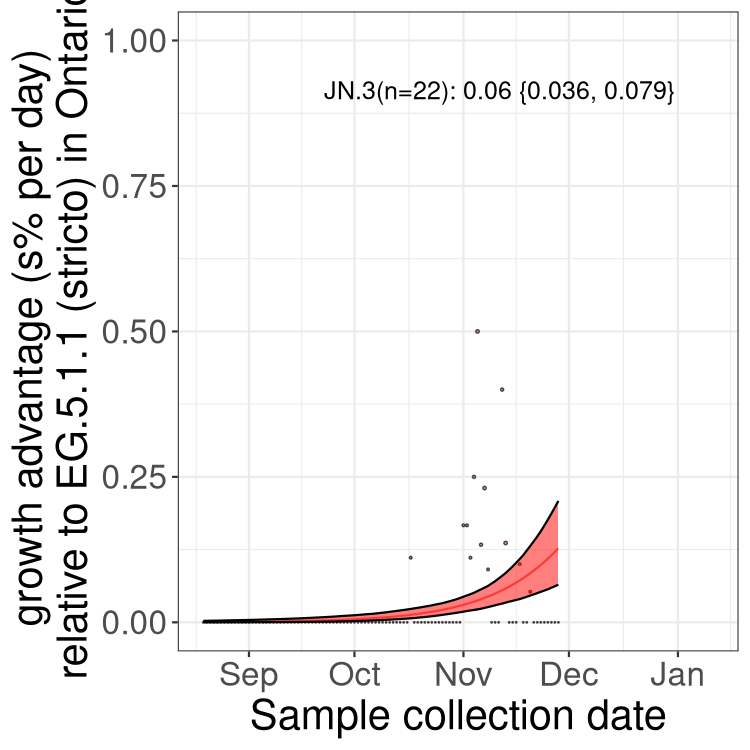 growth advantage (s% per day)
relative to EG.5.1.1 (stricto) in Ontario
1.00
0.75
0.50
0.25
0.00
JN.3(n=22): 0.06 {0.036, 0.079}
Sep Oct Nov Dec Jan
Sample collection date